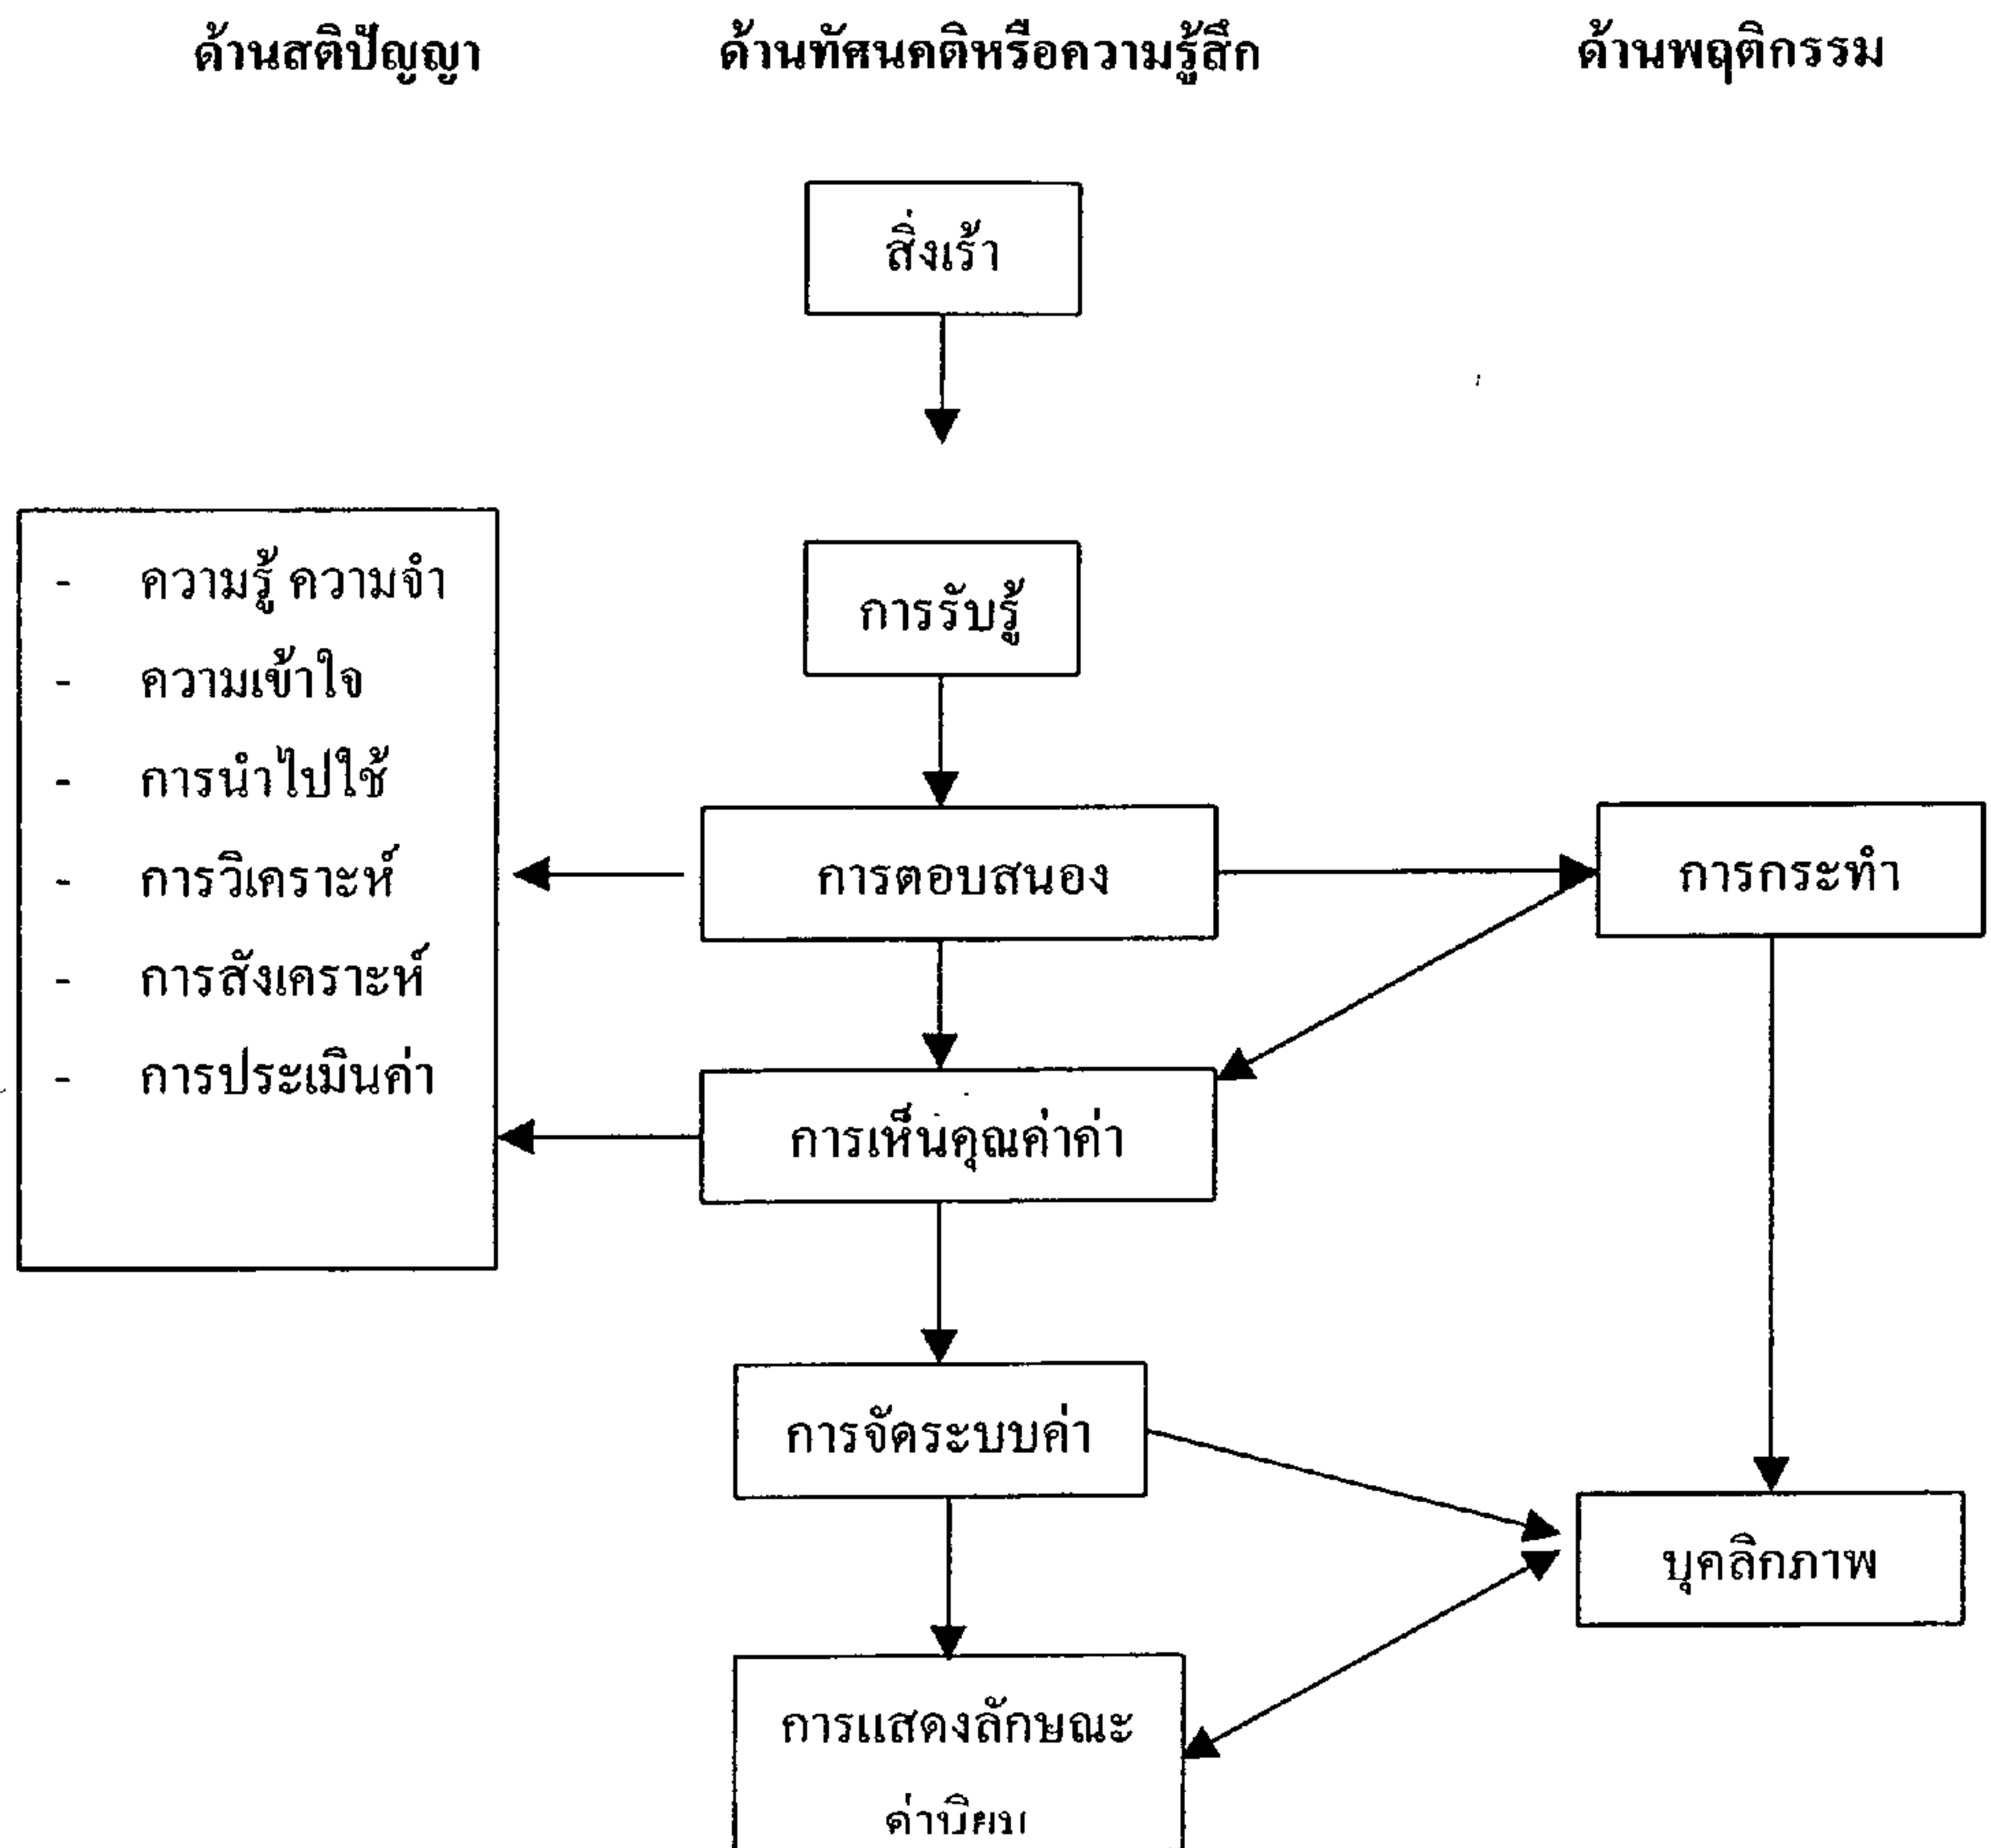 ด้านสติปัญญา ด้านทัศนคติหรือความรู้สึก ด้านพฤติกรรม
สิ่งเร้า
- ความรู้ ความจำ
- ความเข้าใจ
- การนำไปใช้
- การวิเคราะห์
- การสังเคราะห์
- การประเมินค่า
การรับรู้
การตอบสนอง
การเห็นคุณค่าค่า
การจัดระบบค่า
การแสดงลักษณะ
ค่านิยม
การกระทำ
บุคลิกภาพ